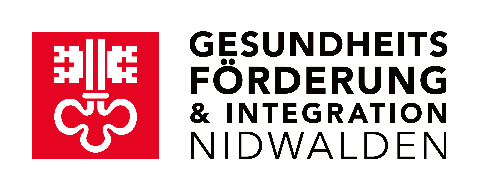 GESUNDHEITS
FÖRDERUNG
& INTEGRATION
NIDWALDEN